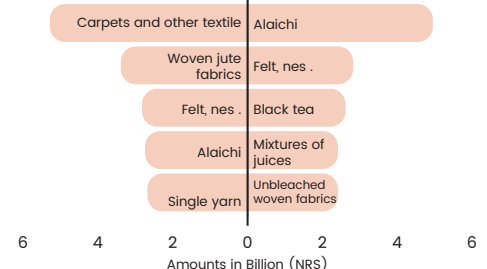 Carpets and other textile Alaichi
Woven jute
fabrics
Felt, nes .
Felt, nes . Black tea
Alaichi
Mixtures of
juices
Single yarn
Unbleached
woven fabrics
6 4 2 0 2 4 6
Amounts in Billion (NRS)